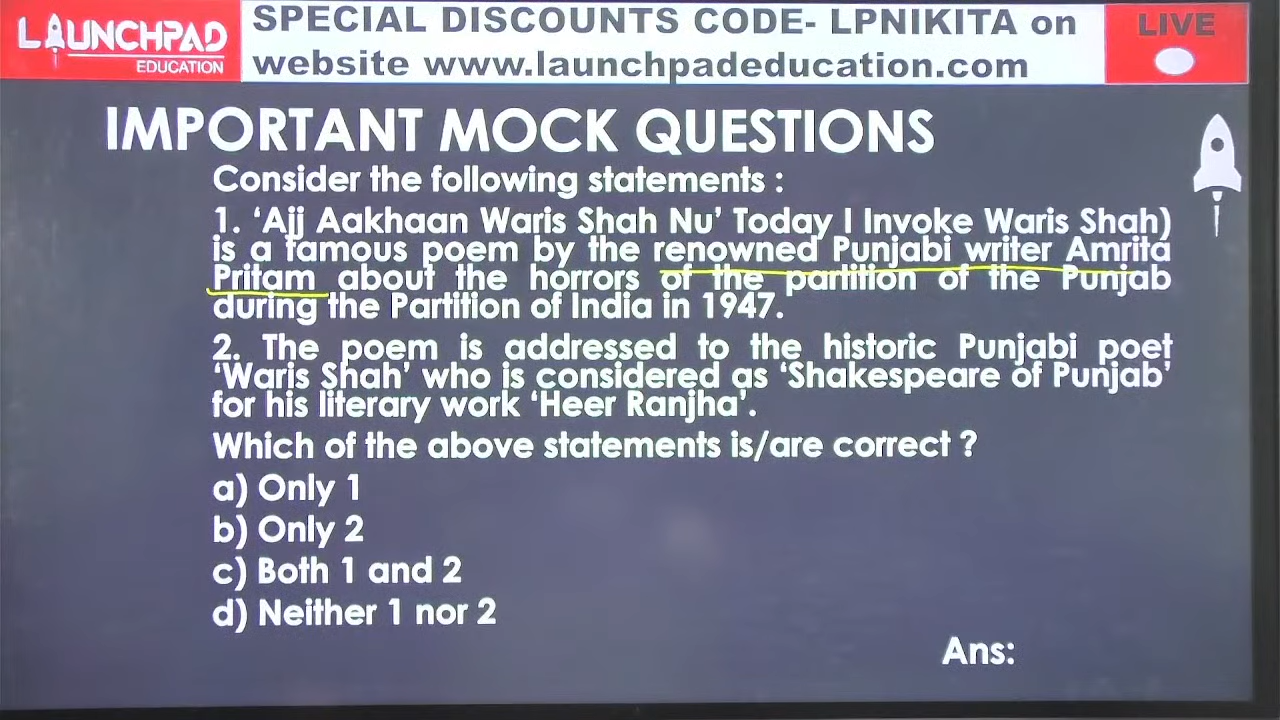 LAUNCHPAD
EDUCATION
SPECIAL DISCOUNTS CODE- LPNIKITA on
website www.launchpadeducation.com
LIVE
IMPORTANT MOCK QUESTIONS
Consider the following statements :
1. ‘Ajj Aakhaan Waris Shah Nu’ Today I Invoke Waris Shah)
is a famous poem by the renowned Punjabi writer Amrita
Pritam about the horrors of the partition of the Punjab
during the Partition of India in 1947.
2. The poem is addressed to the historic Punjabi poet
‘Waris Shah’ who is considered as ‘Shakespeare of Punjab’
for his literary work ‘Heer Ranjha’.
Which of the above statements is/are correct ?
a) Only 1
b) Only 2
c) Both 1 and 2
d) Neither 1 nor 2
Ans: